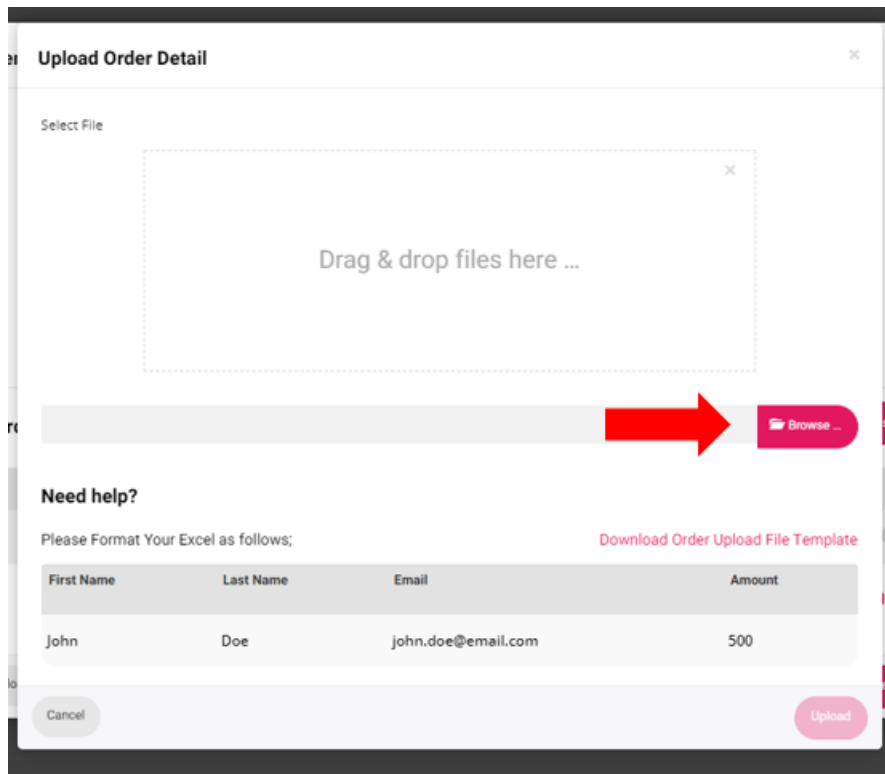 Upload Order Detail
Select File
Drag & drop files here ...
Browse ...
Need help?
Please Format Your Excel as follows;
Download Order Upload File Template
First Name Last Name Email Amount
John Doe john.doe@email.com 500
Cancel
Upload